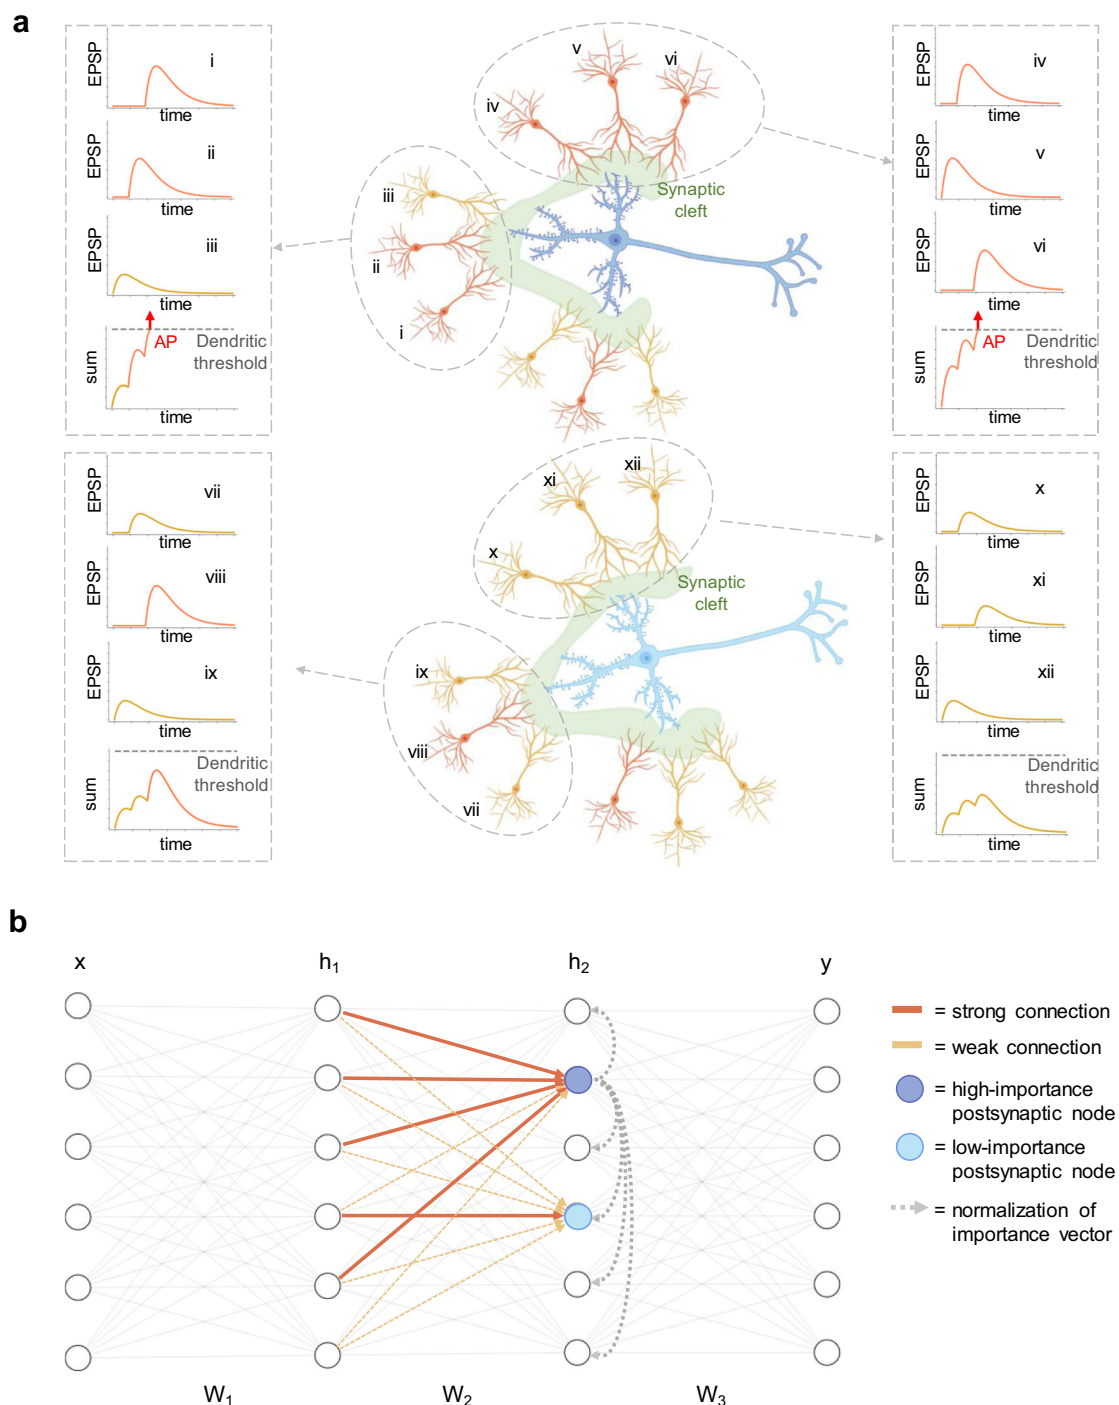 a
EPSP
i
time
EPSP
ii
time
EPSP
iii
time
sum
AP
Dendritic
threshold
time
iv
v
vi
iii
ii
i
Synaptic
cleft
EPSP
iv
time
EPSP
v
time
EPSP
vi
time
sum
AP
Dendritic
threshold
time
EPSP
vii
time
EPSP
viii
time
EPSP
ix
time
sum
Dendritic
threshold
time
xii
xi
x
Synaptic
cleft
ix
viii
vii
EPSP
x
time
EPSP
xi
time
EPSP
xii
time
sum
Dendritic
threshold
time
b
x
h₁
h₂
y
= strong connection
= weak connection
= high-importance
postsynaptic node
= low-importance
postsynaptic node
= normalization of
importance vector
W₁
W₂
W₃